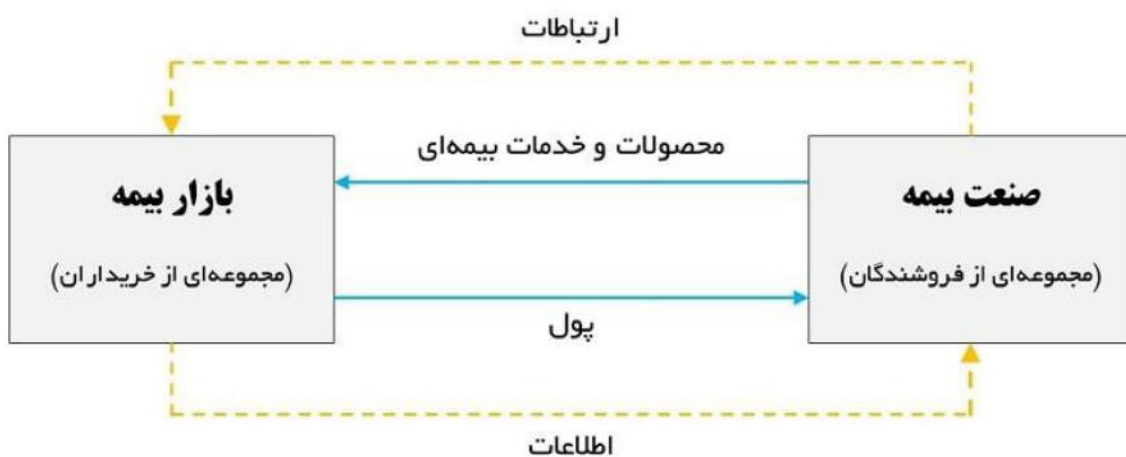 ارتباطات
محصولات و خدمات بیمه‌ای
صنعت بیمه
(مجموعه‌ای از فروشندگان)
بازار بیمه
(مجموعه‌ای از خریداران)
پول
اطلاعات